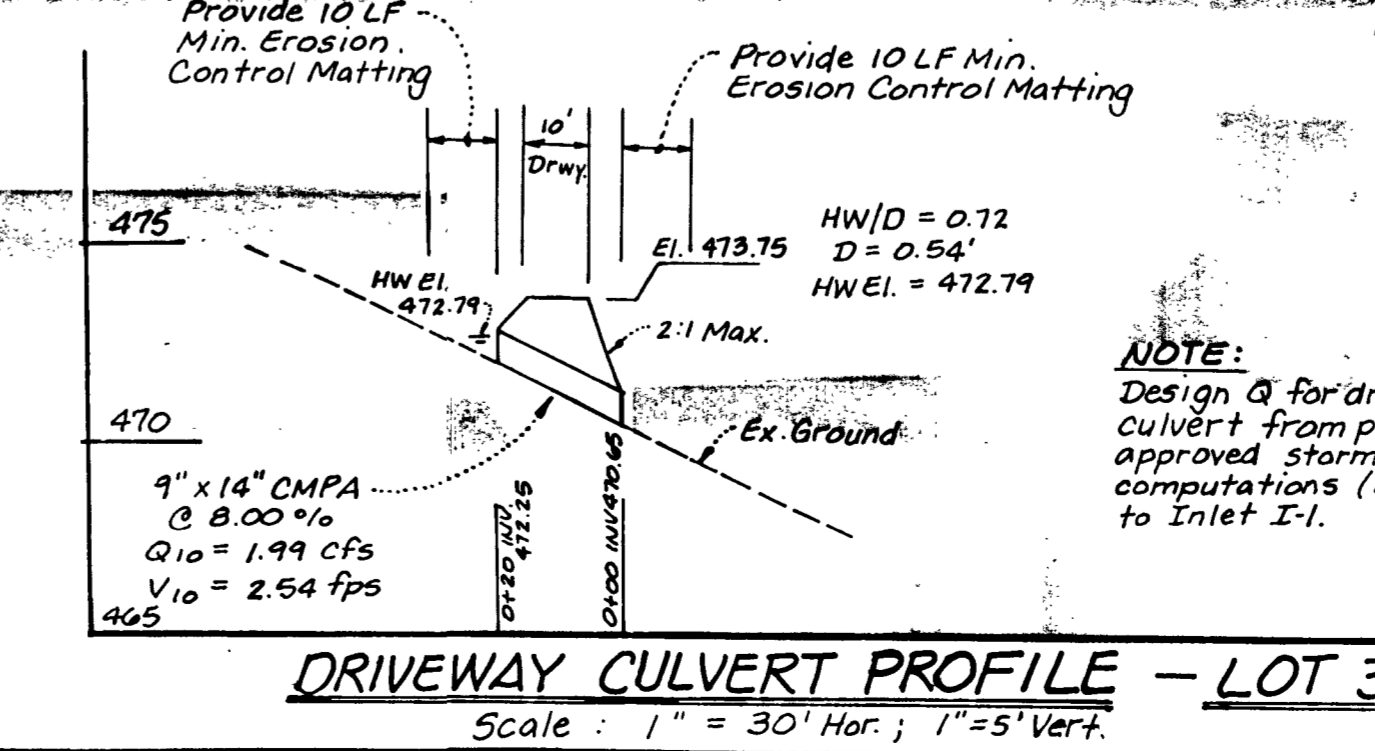 Provide 10 LF
Min. Erosion.
Control Matting
Provide 10 LF Min.
Erosion Control Matting
10'
Drwy.
475
HW El.
472.79
El. 473.75
HW/D = 0.72
D = 0.54'
HW El. = 472.79
2:1 Max.
NOTE:
Design Q for dr
culvert from p
approved storm
computations (
to Inlet I-1.
470
Ex. Ground
9" x 14" CMPA
@ 8.00 %
Q10 = 1.99 cfs
V10 = 2.54 fps
0+20 INV.
472.25
0+00 INV 470.65
465
DRIVEWAY CULVERT PROFILE — LOT 3
Scale : 1" = 30' Hor. ; 1" = 5' Vert.